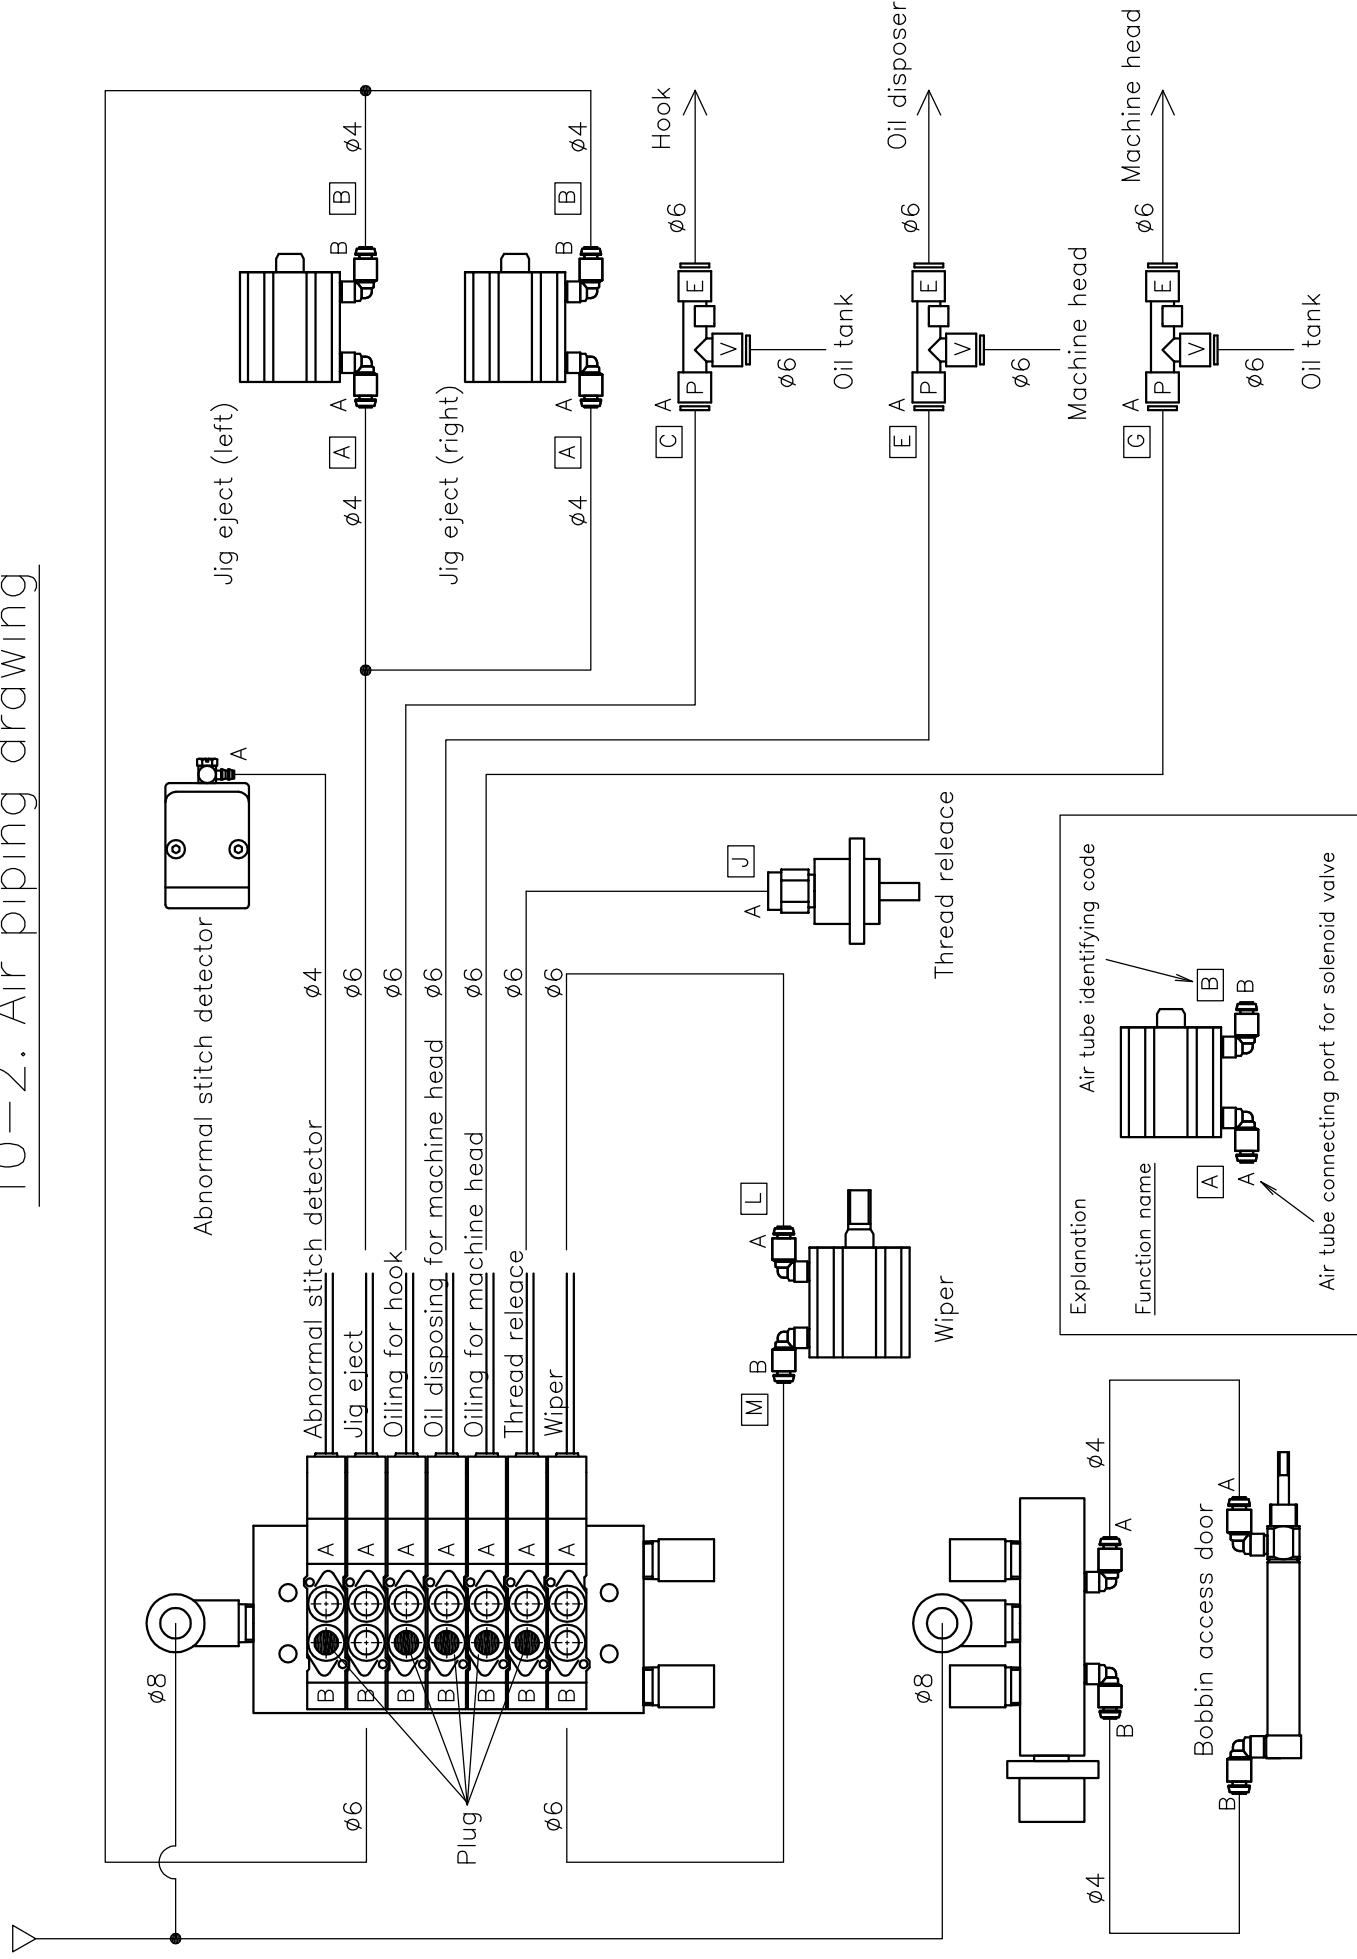 10-2. Air piping drawing
Abnormal stitch detector
A
Jig eject (left)
A
A
ø4
B
B
ø4
Jig eject (right)
A
A
ø4
B
B
ø4
Hook
ø6
C
A
P
V
E
ø6
Oil tank
Oil disposer
ø6
E
A
P
V
E
ø6
Machine head
Machine head
ø6
G
A
P
V
E
ø6
Oil tank
Abnormal stitch detector
ø4
Jig eject
ø6
Oiling for hook
ø6
Oil disposing for machine head
ø6
Oiling for machine head
ø6
Thread releace
ø6
Wiper
ø6
ø8
B
A
B
A
B
A
B
A
B
A
B
A
B
A
ø6
Plug
ø6
J
A
Thread releace
M
B
A
L
Wiper
ø8
B
A
ø4
ø4
Bobbin access door
B
A
Explanation
Function name
Air tube identifying code
A
A
B
B
Air tube connecting port for solenoid valve